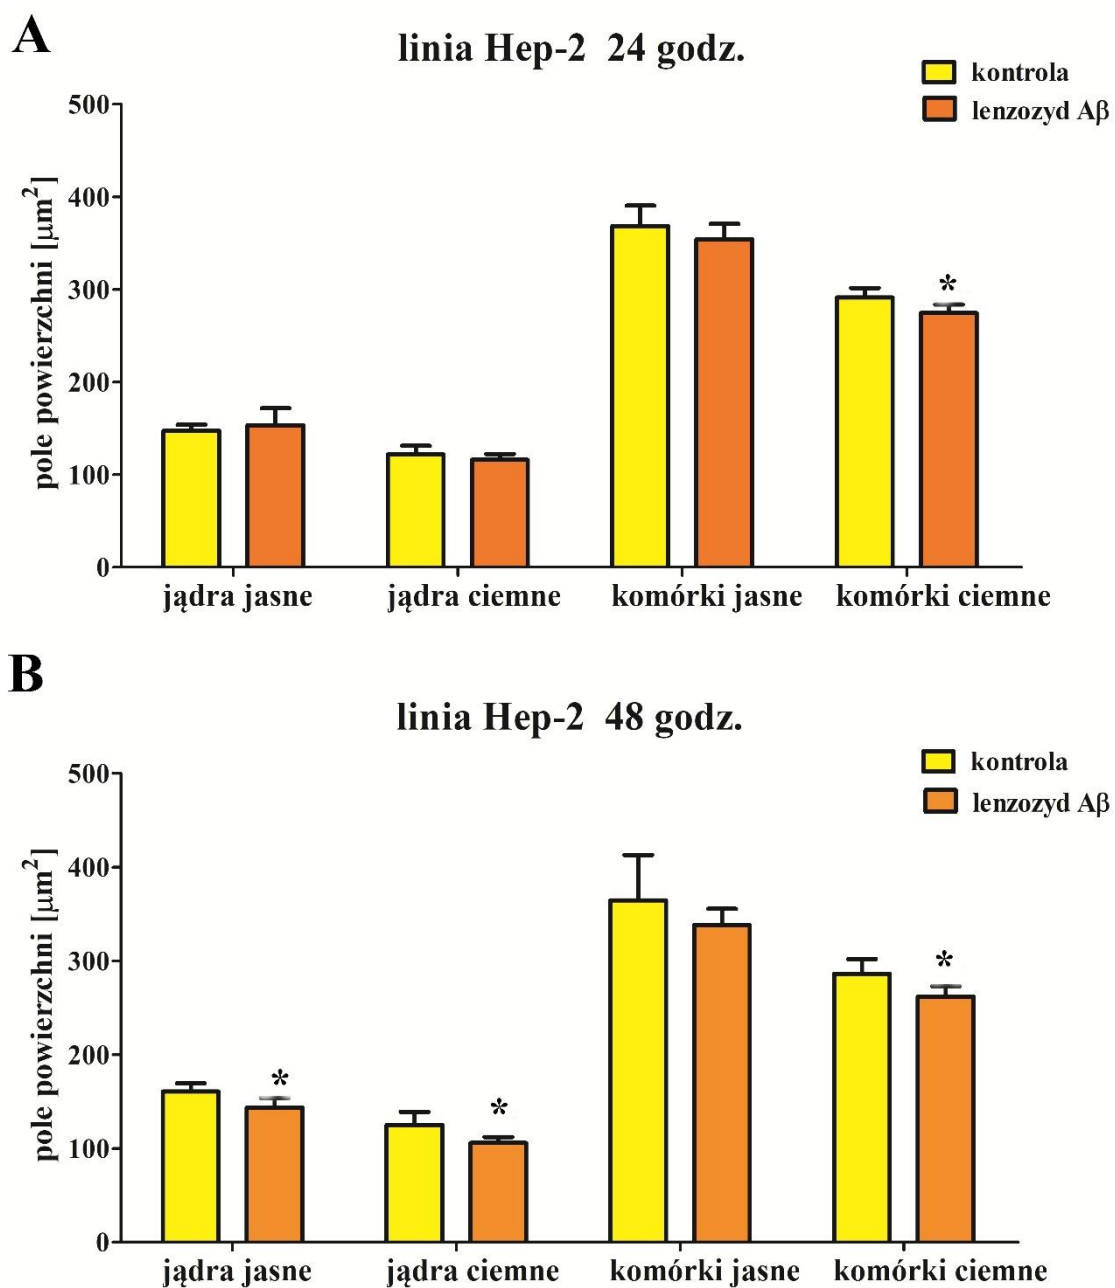 A
linia Hep-2 24 godz.
kontrola
lenzozyd Aβ
pole powierzchni [µm²]
500
400
300
200
100
0
*
jądra jasne
jądra ciemne
komórki jasne
komórki ciemne
B
linia Hep-2 48 godz.
kontrola
lenzozyd Aβ
pole powierzchni [µm²]
500
400
300
200
100
0
*
*
*
jądra jasne
jądra ciemne
komórki jasne
komórki ciemne